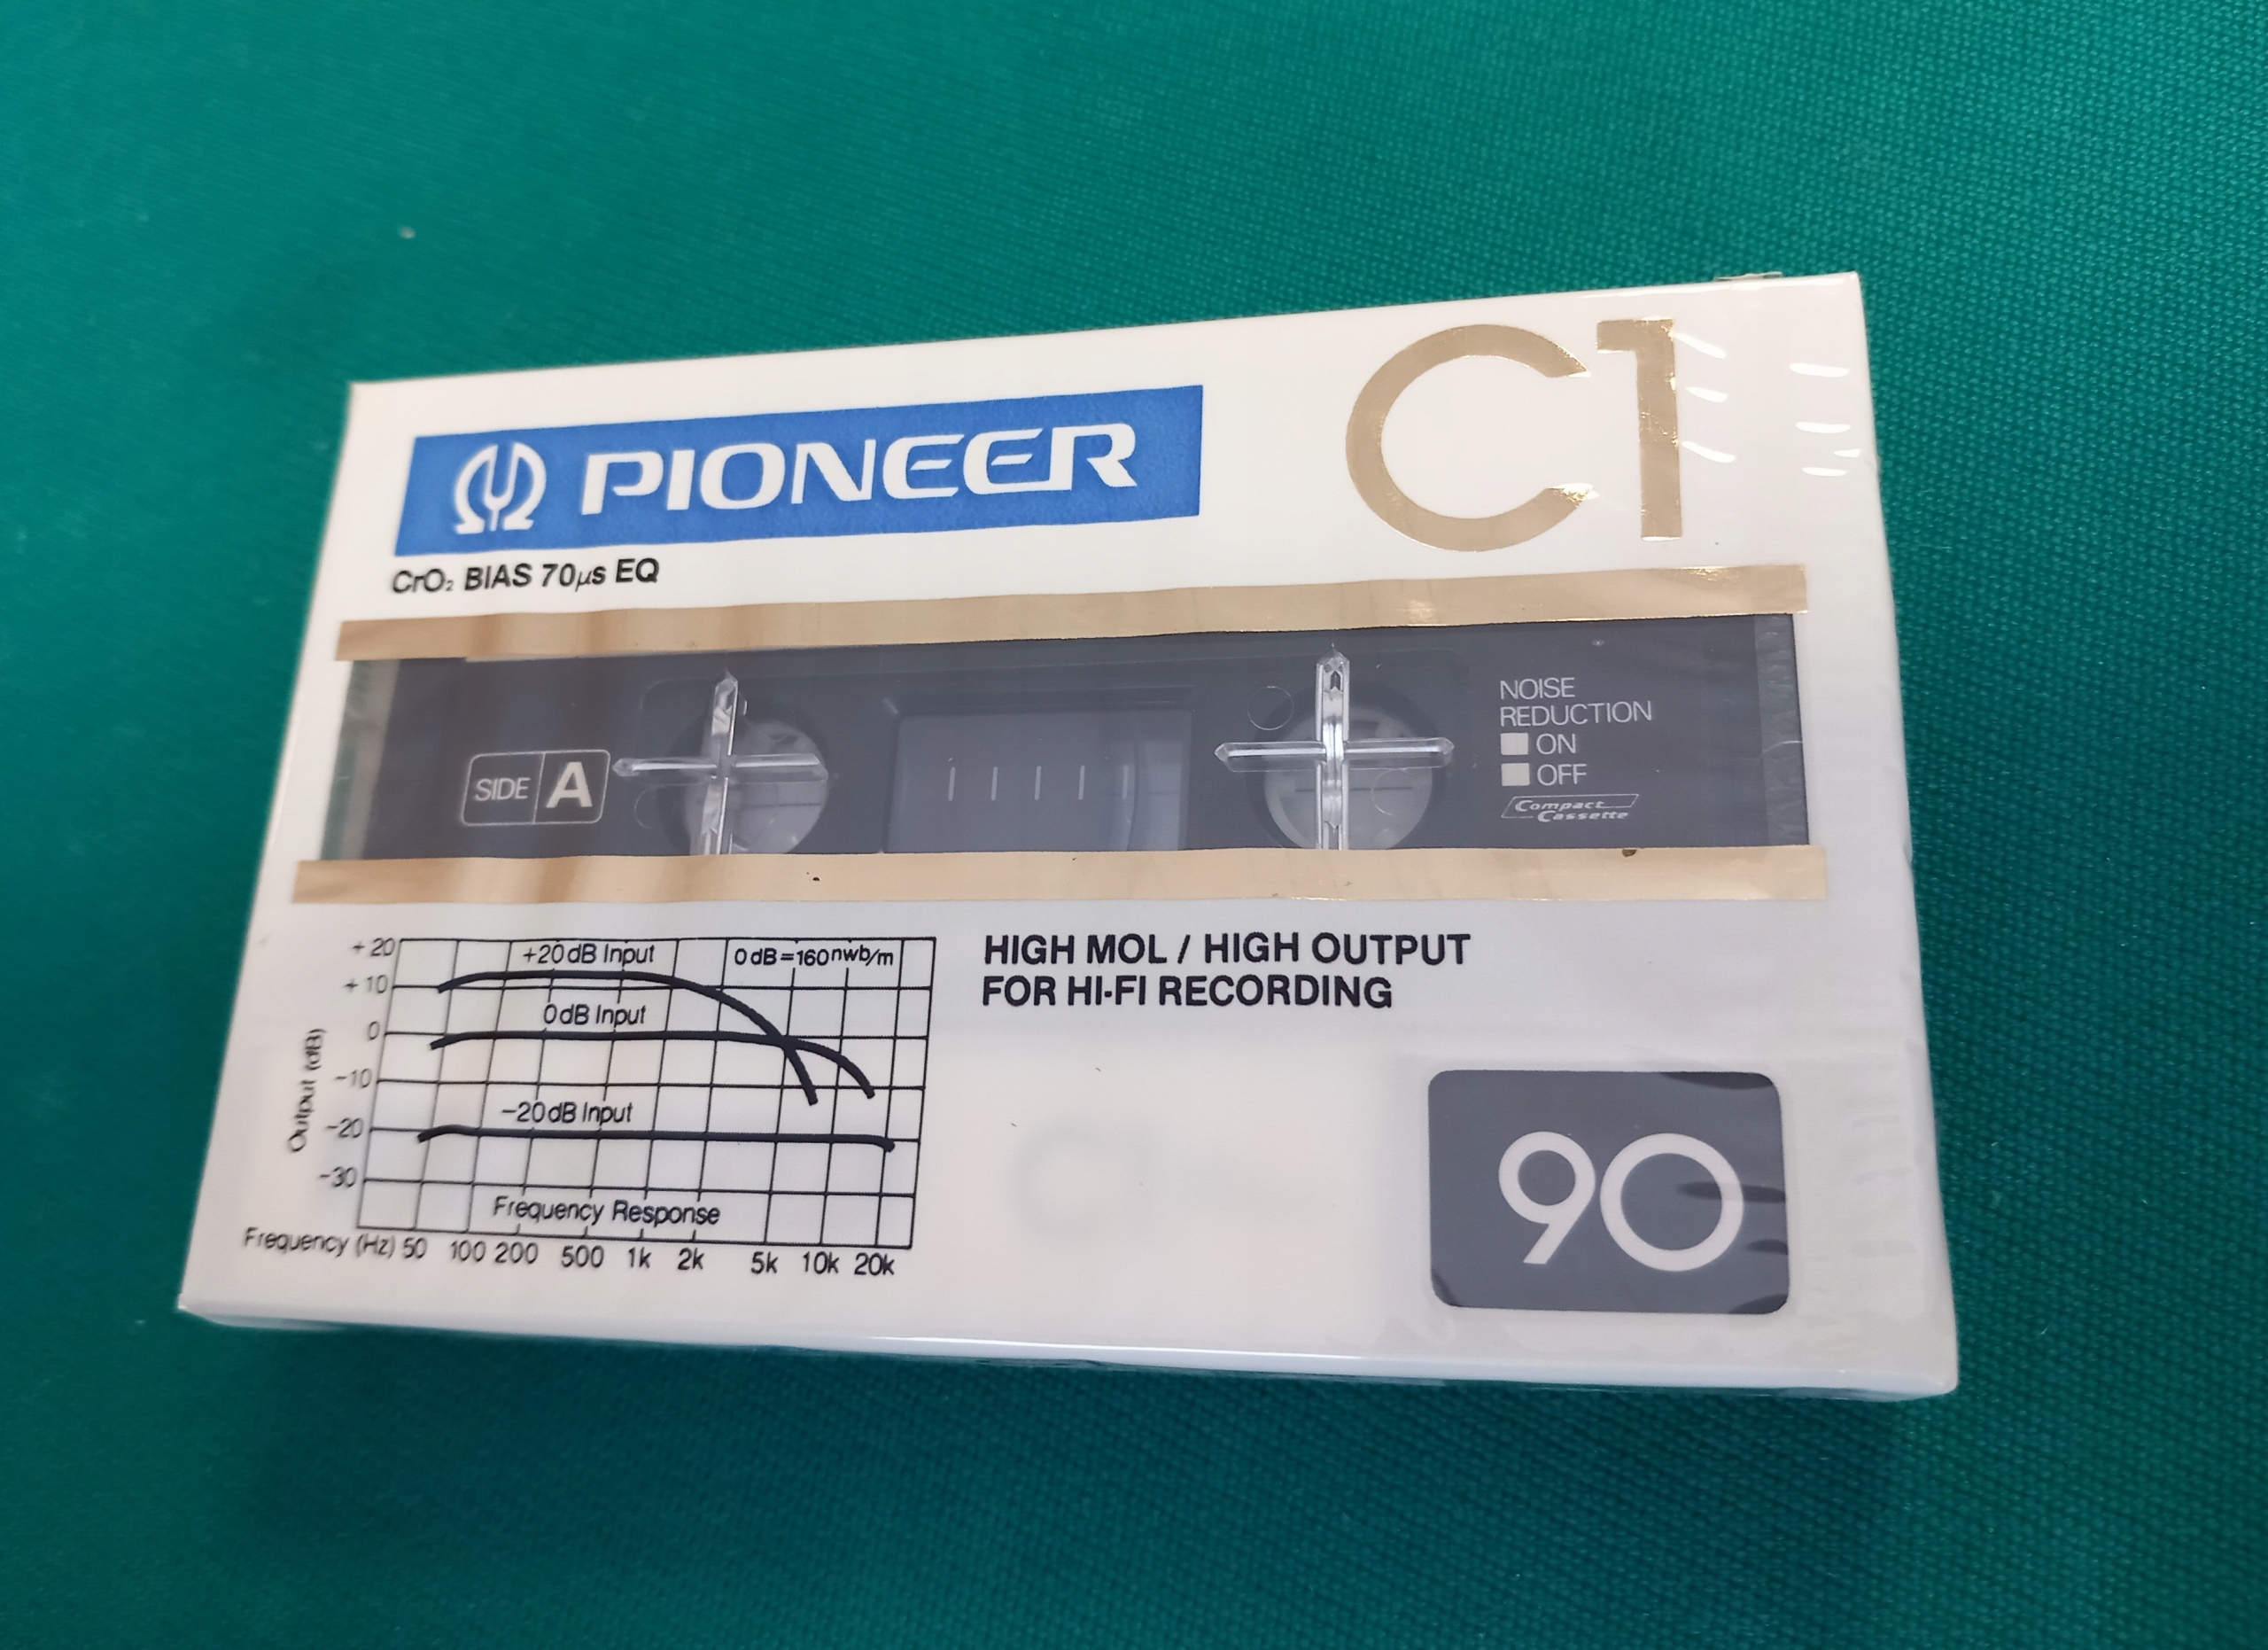 PIONEER
C1
CrO₂ BIAS 70µs EQ
SIDE A
NOISE
REDUCTION
ON
OFF
Compact
Cassette
HIGH MOL / HIGH OUTPUT
FOR HI-FI RECORDING
90
Output (dB)
+20
+10
0
−10
−20
−30
+20dB Input
0dB=160nwb/m
0dB Input
−20dB Input
Frequency Response
Frequency (Hz) 50 100 200 500 1k 2k 5k 10k 20k